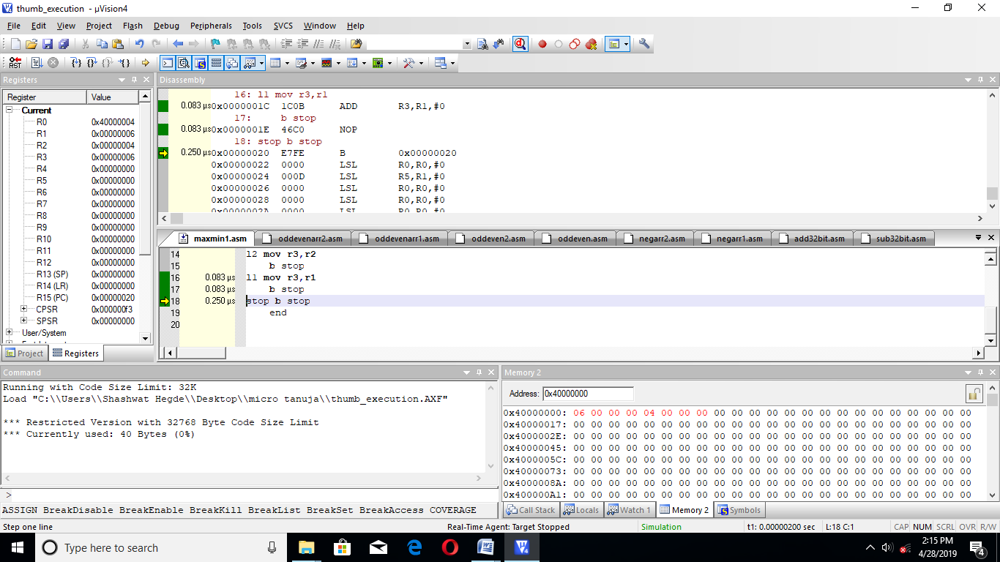 thumb_execution - µVision4
File Edit View Project Flash Debug Peripherals Tools SVCS Window Help
RST
Registers
Register Value
Current
R0 0x40000004
R1 0x00000006
R2 0x00000004
R3 0x00000006
R4 0x00000000
R5 0x00000000
R6 0x00000000
R7 0x00000000
R8 0x00000000
R9 0x00000000
R10 0x00000000
R11 0x00000000
R12 0x00000000
R13 (SP) 0x00000000
R14 (LR) 0x00000000
R15 (PC) 0x00000020
CPSR 0x000000f3
SPSR 0x00000000
User/System
Project Registers
Disassembly
16: l1 mov r3,r1
0.083 µs 0x0000001C 1C0B ADD R3,R1,#0
17: b stop
0.083 µs 0x0000001E 46C0 NOP
18: stop b stop
0.250 µs 0x00000020 E7FE B 0x00000020
0x00000022 0000 LSL R0,R0,#0
0x00000024 000D LSL R5,R1,#0
0x00000026 0000 LSL R0,R0,#0
0x00000028 0000 LSL R0,R0,#0
0x0000002A 0000 LSL R0,R0,#0
maxmin1.asm oddevenarr2.asm oddevenarr1.asm oddeven2.asm oddeven.asm negarr2.asm negarr1.asm add32bit.asm sub32bit.asm
14 l2 mov r3,r2
15 b stop
16 0.083 µs l1 mov r3,r1
17 0.083 µs b stop
18 0.250 µs stop b stop
19 end
20
Command
Running with Code Size Limit: 32K
Load "C:\\Users\\Shashwat Hegde\\Desktop\\micro tanuja\\thumb_execution.AXF"
*** Restricted Version with 32768 Byte Code Size Limit
*** Currently used: 40 Bytes (0%)
>
ASSIGN BreakDisable BreakEnable BreakKill BreakList BreakSet BreakAccess COVERAGE
Memory 2
Address: 0x40000000
0x40000000: 06 00 00 00 04 00 00 00 00 00 00 00 00 00 00 00 00 00 00 00 00 00 00
0x40000017: 00 00 00 00 00 00 00 00 00 00 00 00 00 00 00 00 00 00 00 00 00 00 00
0x4000002E: 00 00 00 00 00 00 00 00 00 00 00 00 00 00 00 00 00 00 00 00 00 00 00
0x40000045: 00 00 00 00 00 00 00 00 00 00 00 00 00 00 00 00 00 00 00 00 00 00 00
0x4000005C: 00 00 00 00 00 00 00 00 00 00 00 00 00 00 00 00 00 00 00 00 00 00 00
0x40000073: 00 00 00 00 00 00 00 00 00 00 00 00 00 00 00 00 00 00 00 00 00 00 00
0x4000008A: 00 00 00 00 00 00 00 00 00 00 00 00 00 00 00 00 00 00 00 00 00 00 00
0x400000A1: 00 00 00 00 00 00 00 00 00 00 00 00 00 00 00 00 00 00 00 00 00 00 00
Call Stack Locals Watch 1 Memory 2 Symbols
Step one line Real-Time Agent: Target Stopped Simulation t1: 0.00000200 sec L:18 C:1 CAP NUM SCRL OVR R/W
Type here to search
2:15 PM
4/28/2019
4